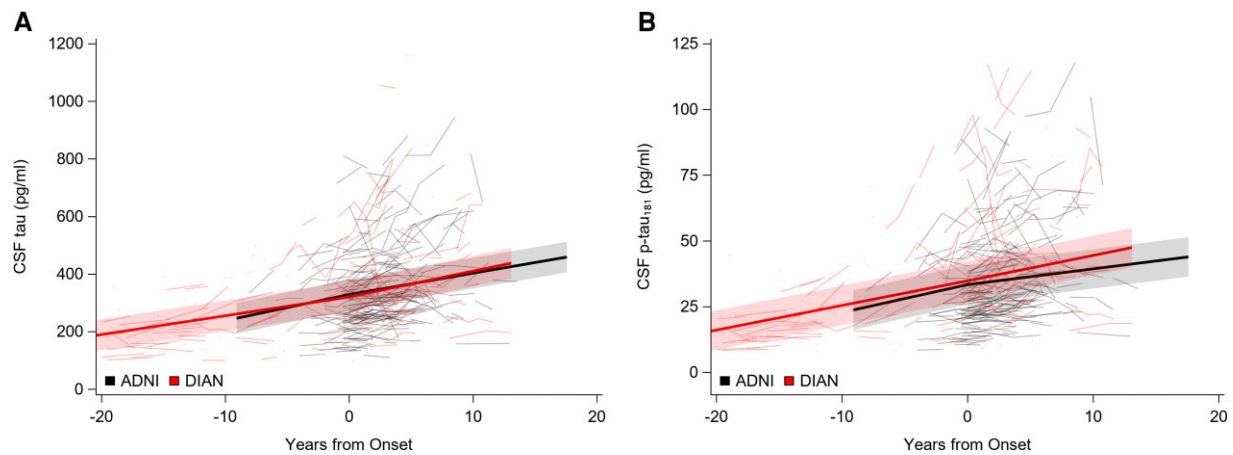 A
CSF tau (pg/ml)
1200
1000
800
600
400
200
0
ADNI DIAN
-20 -10 0 10 20
Years from Onset
B
CSF p-tau₁₈₁ (pg/ml)
125
100
75
50
25
0
ADNI DIAN
-20 -10 0 10 20
Years from Onset